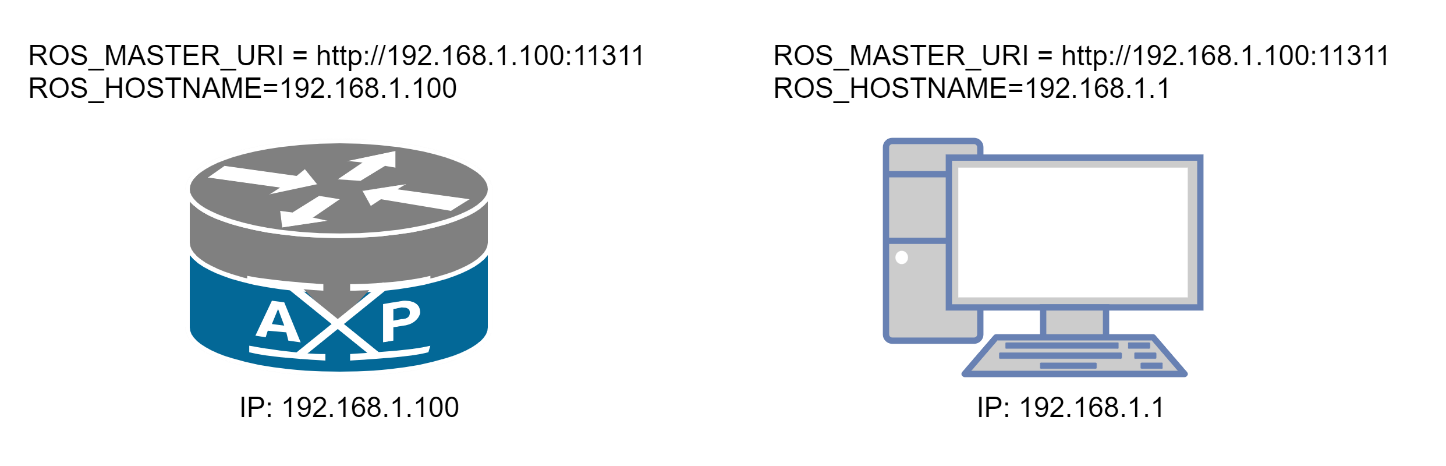 ROS_MASTER_URI = http://192.168.1.100:11311
ROS_HOSTNAME=192.168.1.100
A P
IP: 192.168.1.100
ROS_MASTER_URI = http://192.168.1.100:11311
ROS_HOSTNAME=192.168.1.1
IP: 192.168.1.1